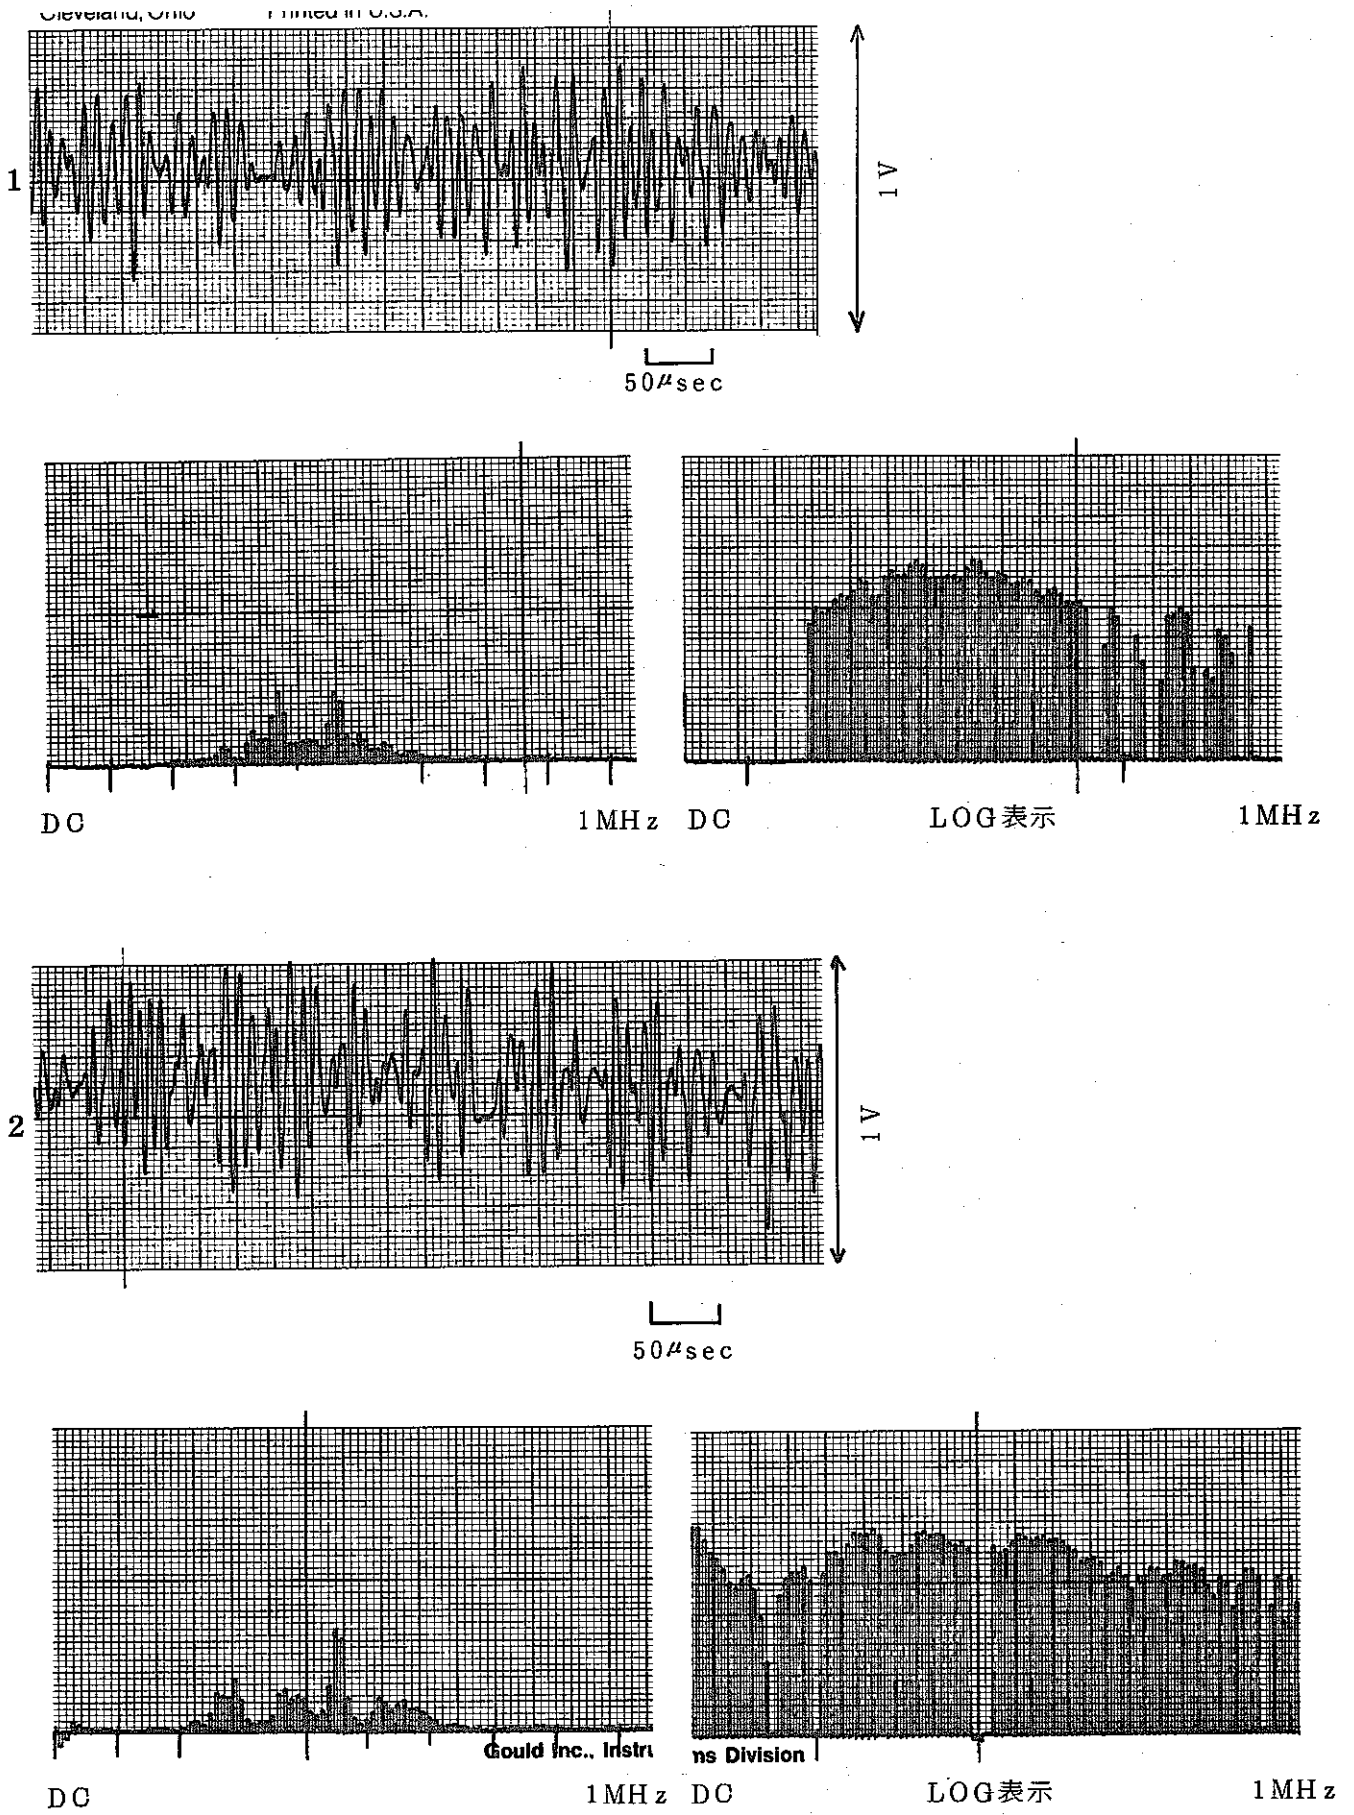 Cleveland, Ohio Printed in U.S.A.
1
1V
50μsec
DC 1MHz
DC LOG表示 1MHz
2
1V
50μsec
Gould Inc., Instru
ns Division
DC 1MHz
DC LOG表示 1MHz